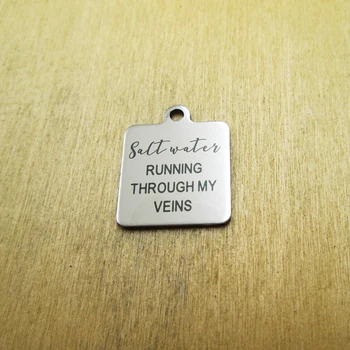 Salt water
RUNNING
THROUGH MY
VEINS